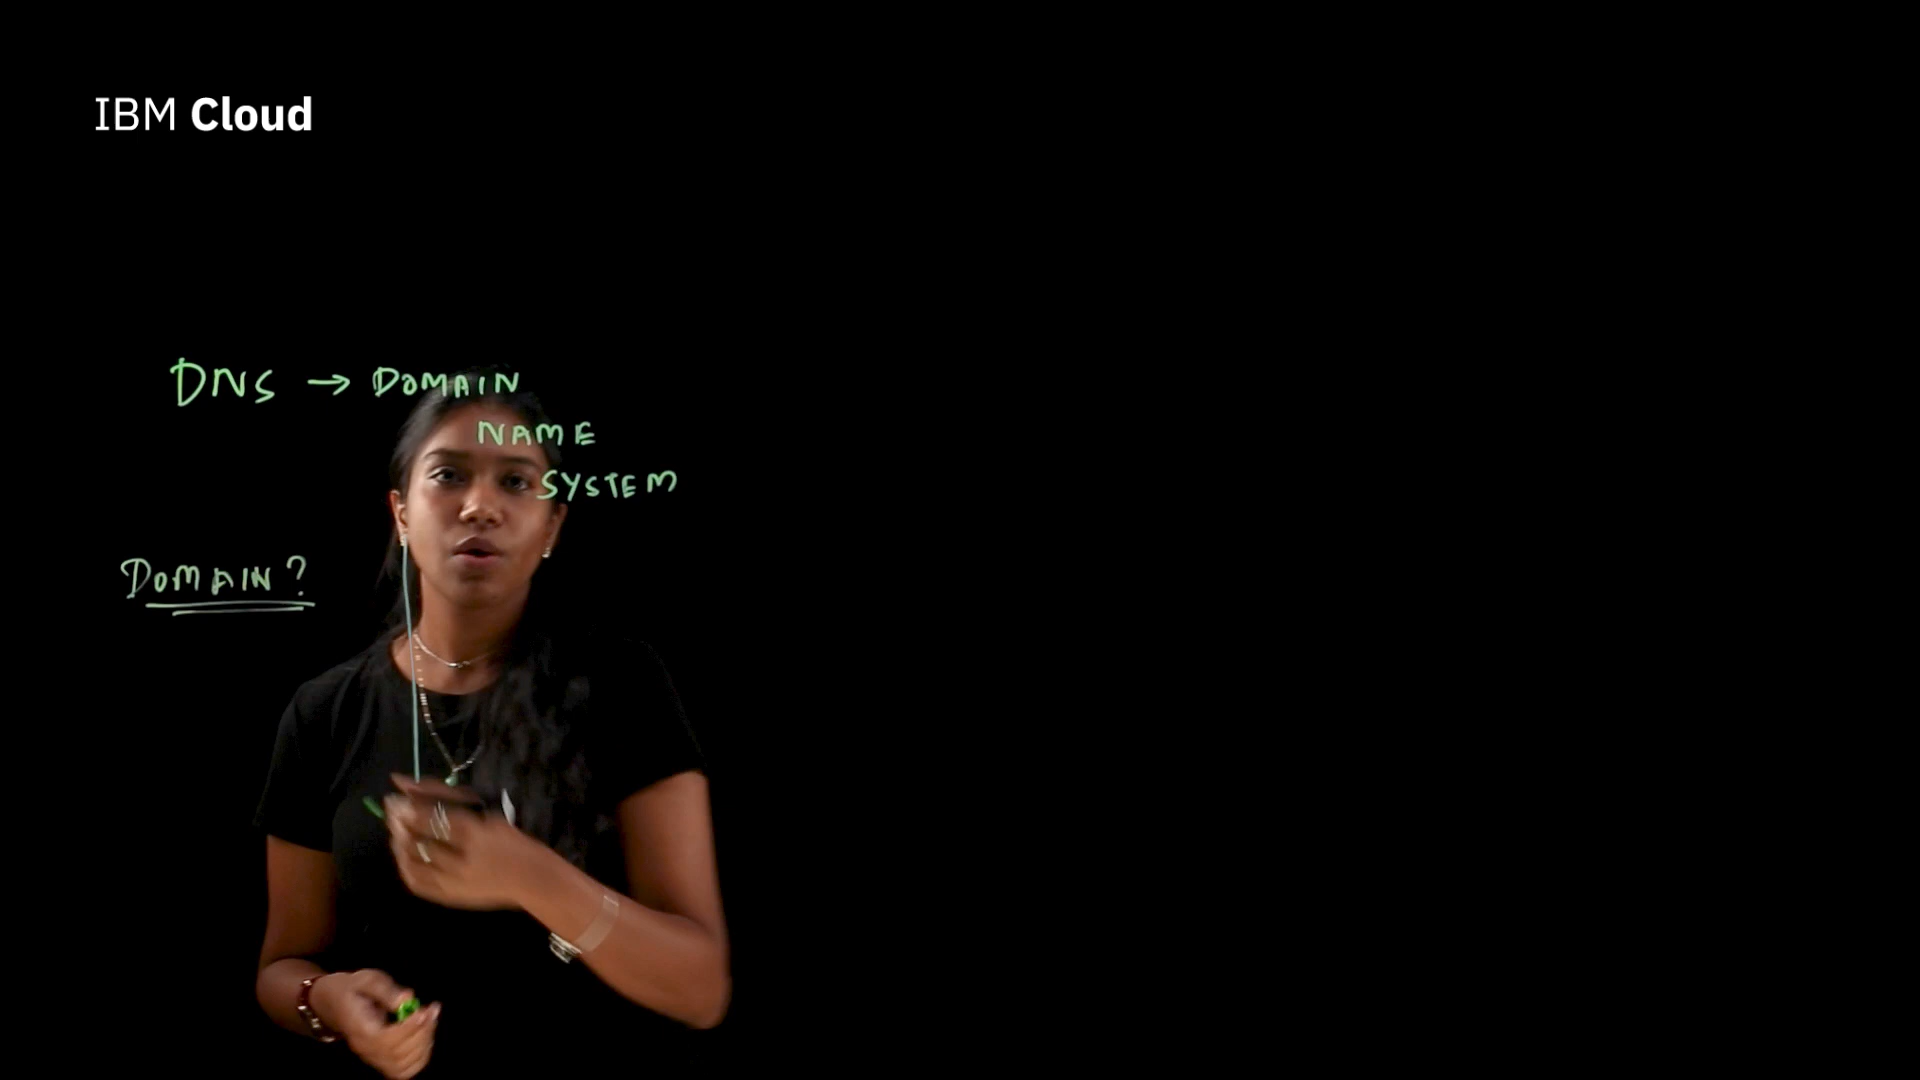 IBM Cloud
DNS → DOMAIN
NAME
SYSTEM
DOMAIN?